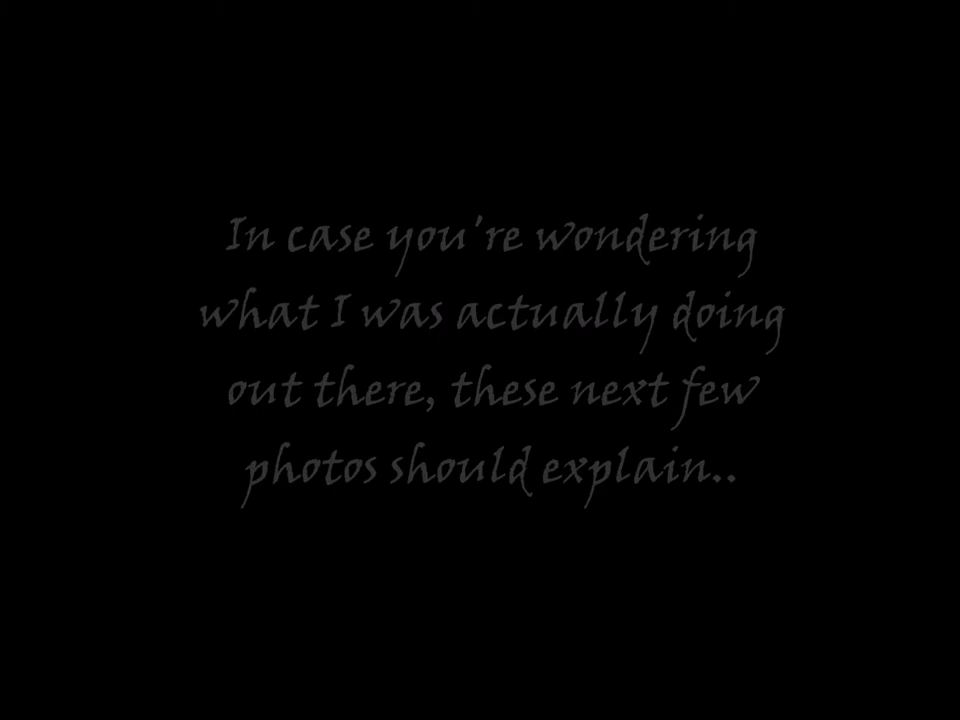 In case you're wondering
what I was actually doing
out there, these next few
photos should explain..